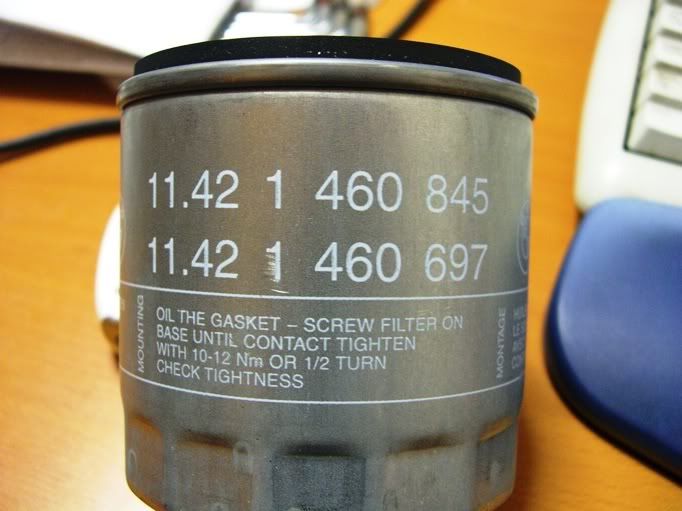 11.42 1 460 845
11.42 1 460 697
MOUNTING
OIL THE GASKET – SCREW FILTER ON
BASE UNTIL CONTACT TIGHTEN
WITH 10-12 Nm OR 1/2 TURN
CHECK TIGHTNESS
MONTAGE